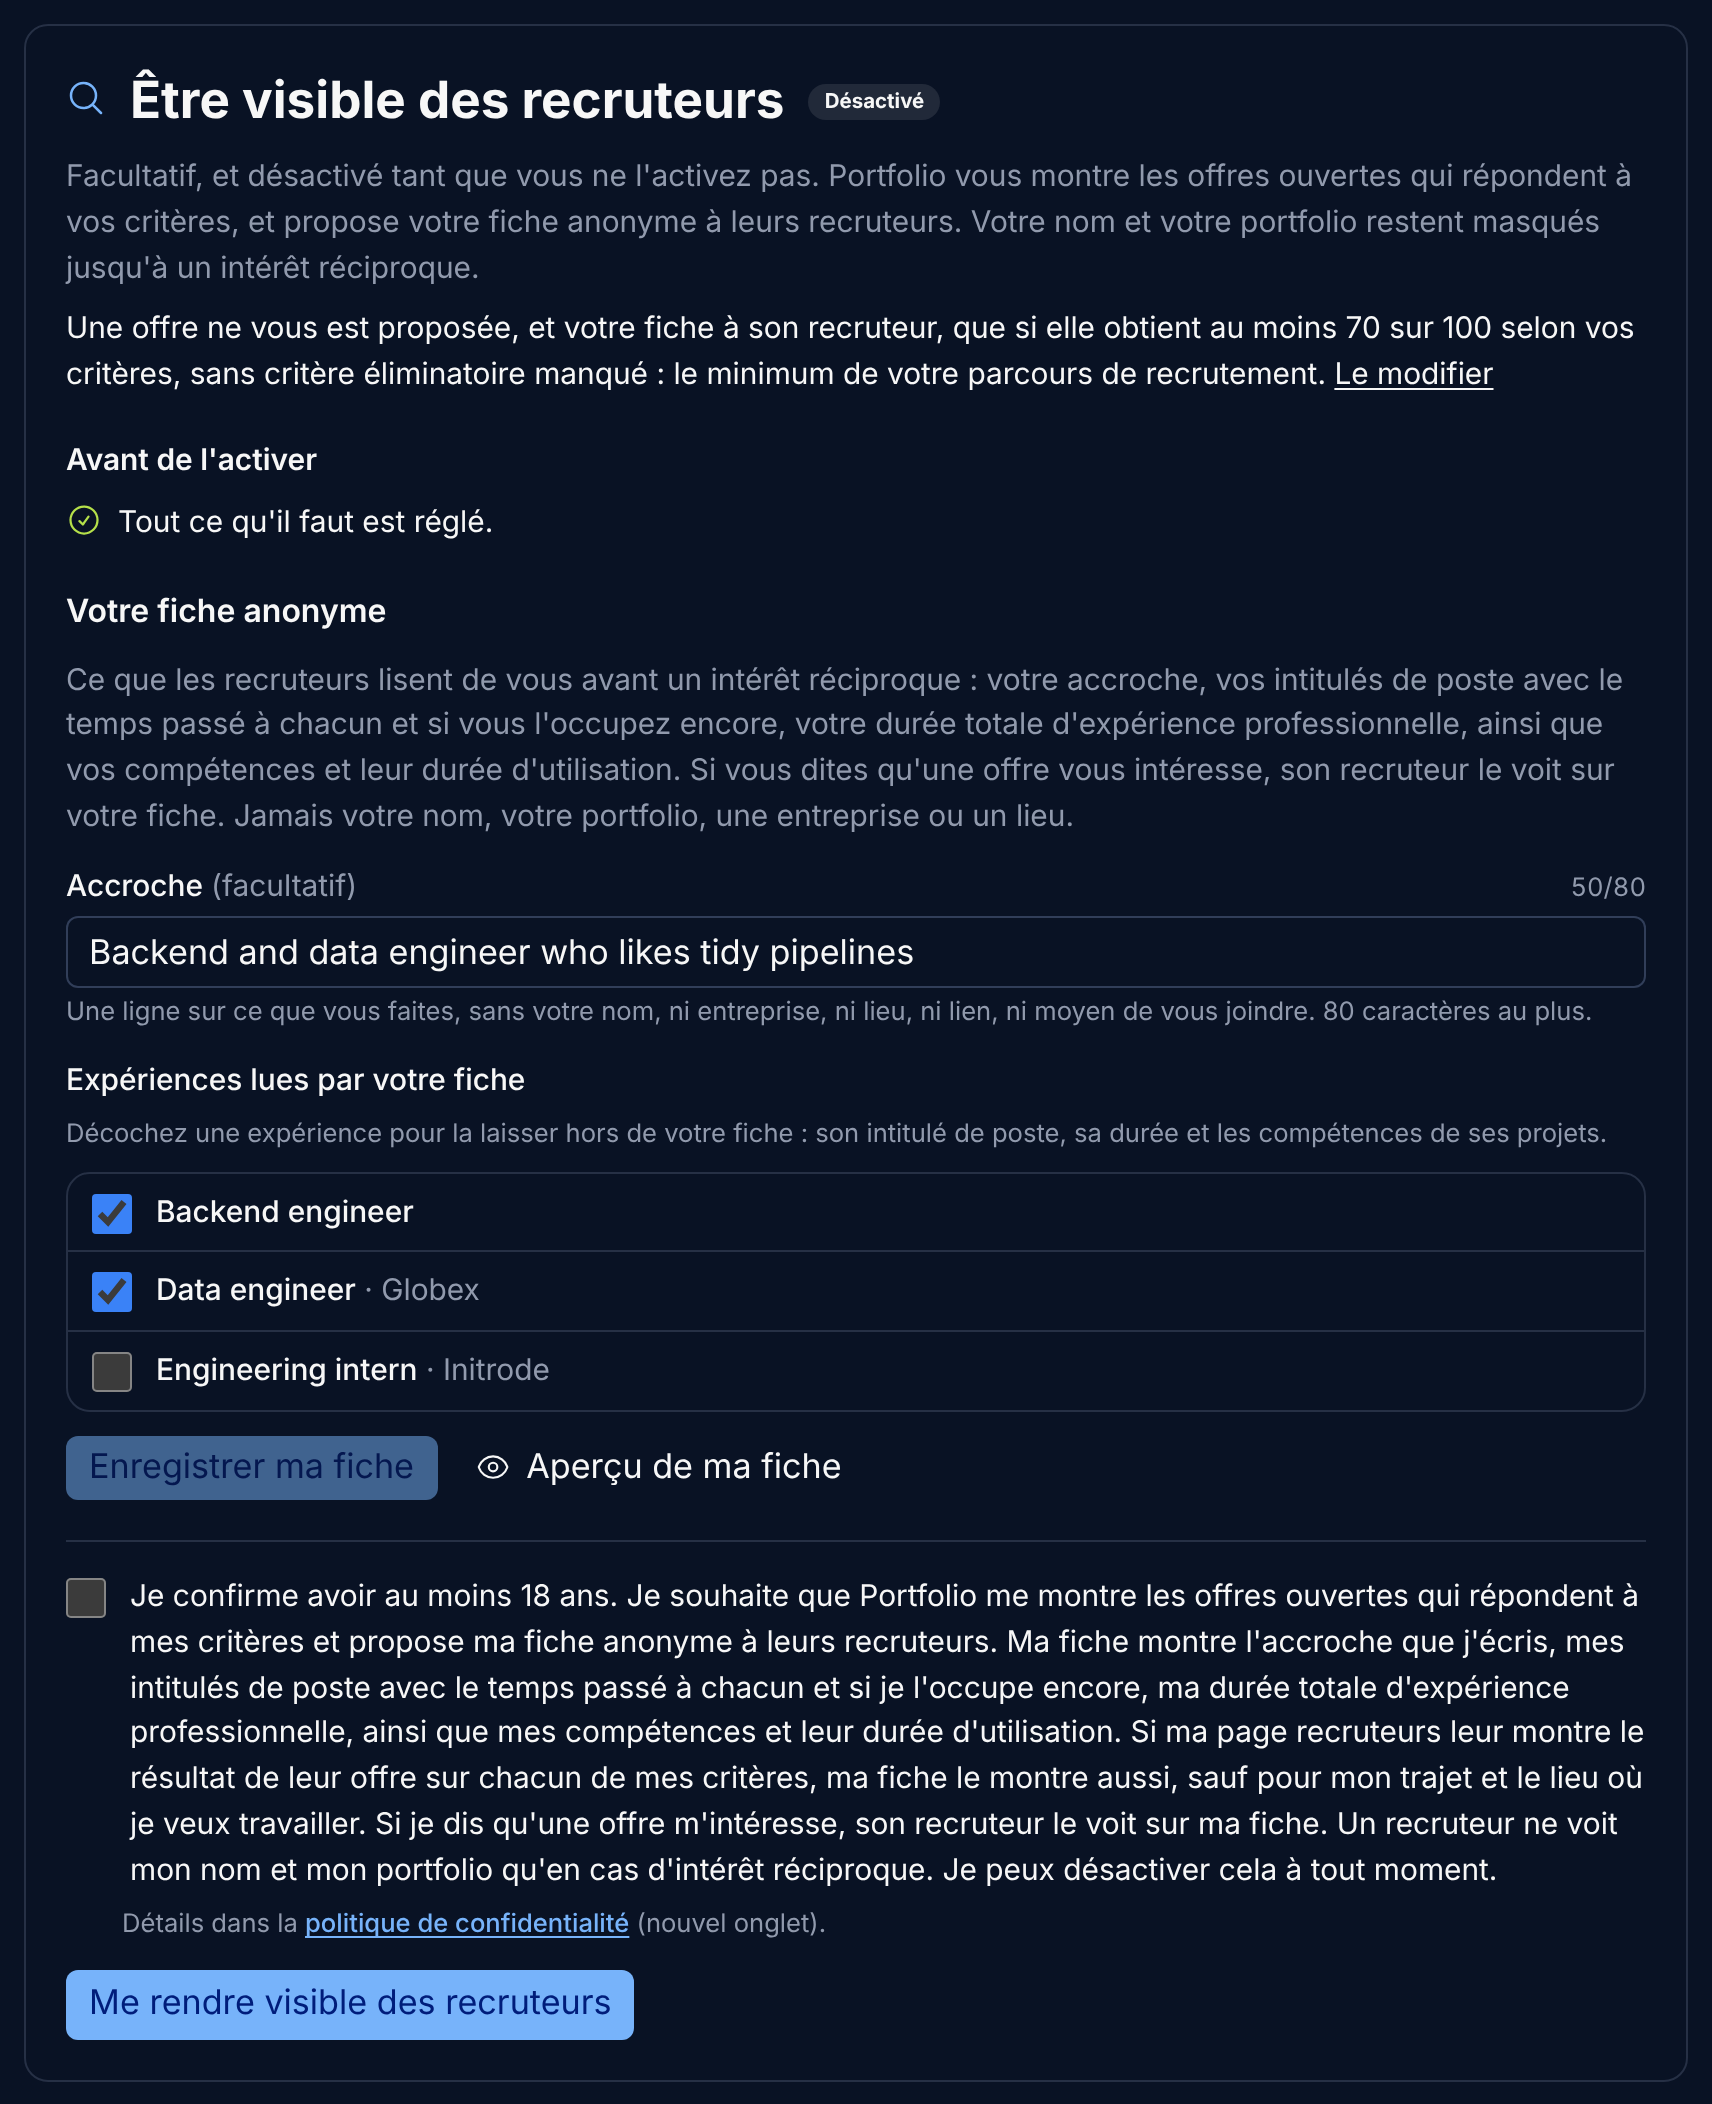 Être visible des recruteurs Désactivé
Facultatif, et désactivé tant que vous ne l'activez pas. Portfolio vous montre les offres ouvertes qui répondent à
vos critères, et propose votre fiche anonyme à leurs recruteurs. Votre nom et votre portfolio restent masqués
jusqu'à un intérêt réciproque.
Une offre ne vous est proposée, et votre fiche à son recruteur, que si elle obtient au moins 70 sur 100 selon vos
critères, sans critère éliminatoire manqué : le minimum de votre parcours de recrutement. Le modifier
Avant de l'activer
Tout ce qu'il faut est réglé.
Votre fiche anonyme
Ce que les recruteurs lisent de vous avant un intérêt réciproque : votre accroche, vos intitulés de poste avec le
temps passé à chacun et si vous l'occupez encore, votre durée totale d'expérience professionnelle, ainsi que
vos compétences et leur durée d'utilisation. Si vous dites qu'une offre vous intéresse, son recruteur le voit sur
votre fiche. Jamais votre nom, votre portfolio, une entreprise ou un lieu.
Accroche (facultatif) 50/80
Backend and data engineer who likes tidy pipelines
Une ligne sur ce que vous faites, sans votre nom, ni entreprise, ni lieu, ni lien, ni moyen de vous joindre. 80 caractères au plus.
Expériences lues par votre fiche
Décochez une expérience pour la laisser hors de votre fiche : son intitulé de poste, sa durée et les compétences de ses projets.
Backend engineer
Data engineer · Globex
Engineering intern · Initrode
Enregistrer ma fiche Aperçu de ma fiche
Je confirme avoir au moins 18 ans. Je souhaite que Portfolio me montre les offres ouvertes qui répondent à
mes critères et propose ma fiche anonyme à leurs recruteurs. Ma fiche montre l'accroche que j'écris, mes
intitulés de poste avec le temps passé à chacun et si je l'occupe encore, ma durée totale d'expérience
professionnelle, ainsi que mes compétences et leur durée d'utilisation. Si ma page recruteurs leur montre le
résultat de leur offre sur chacun de mes critères, ma fiche le montre aussi, sauf pour mon trajet et le lieu où
je veux travailler. Si je dis qu'une offre m'intéresse, son recruteur le voit sur ma fiche. Un recruteur ne voit
mon nom et mon portfolio qu'en cas d'intérêt réciproque. Je peux désactiver cela à tout moment.
Détails dans la politique de confidentialité (nouvel onglet).
Me rendre visible des recruteurs